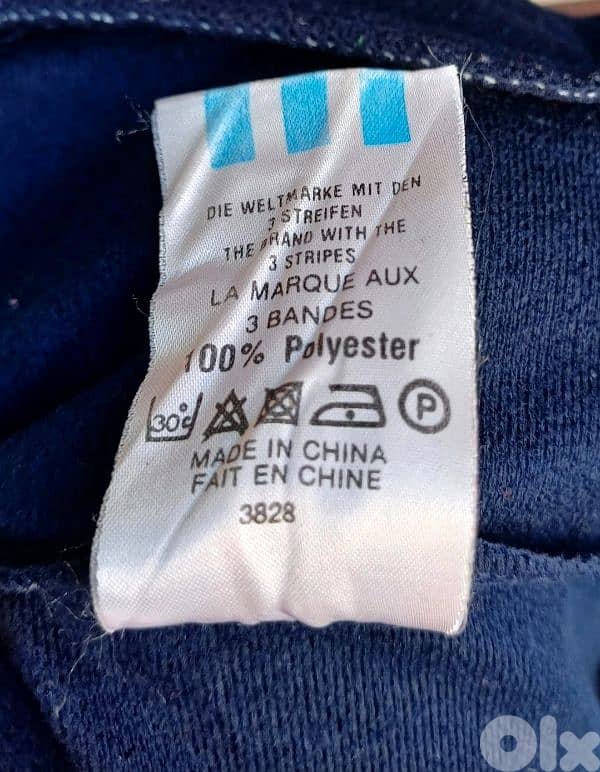 DIE WELTMARKE MIT DEN
3 STREIFEN
THE BRAND WITH THE
3 STRIPES
LA MARQUE AUX
3 BANDES
100% Polyester
30°c P
MADE IN CHINA
FAIT EN CHINE
3828
Olx